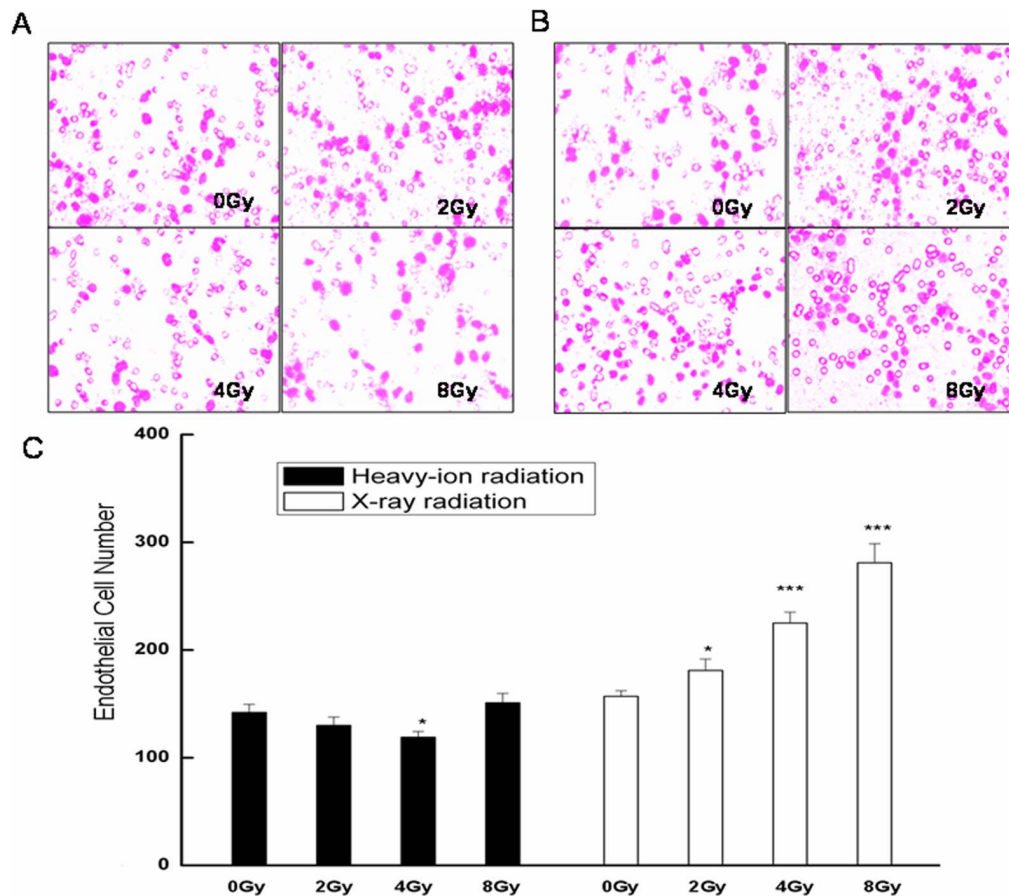 A
B
0Gy
2Gy
0Gy
2Gy
4Gy
8Gy
4Gy
8Gy
C
400
Heavy-ion radiation
X-ray radiation
300
200
100
0
Endothelial Cell Number
*
*
***
***
0Gy 2Gy 4Gy 8Gy 0Gy 2Gy 4Gy 8Gy